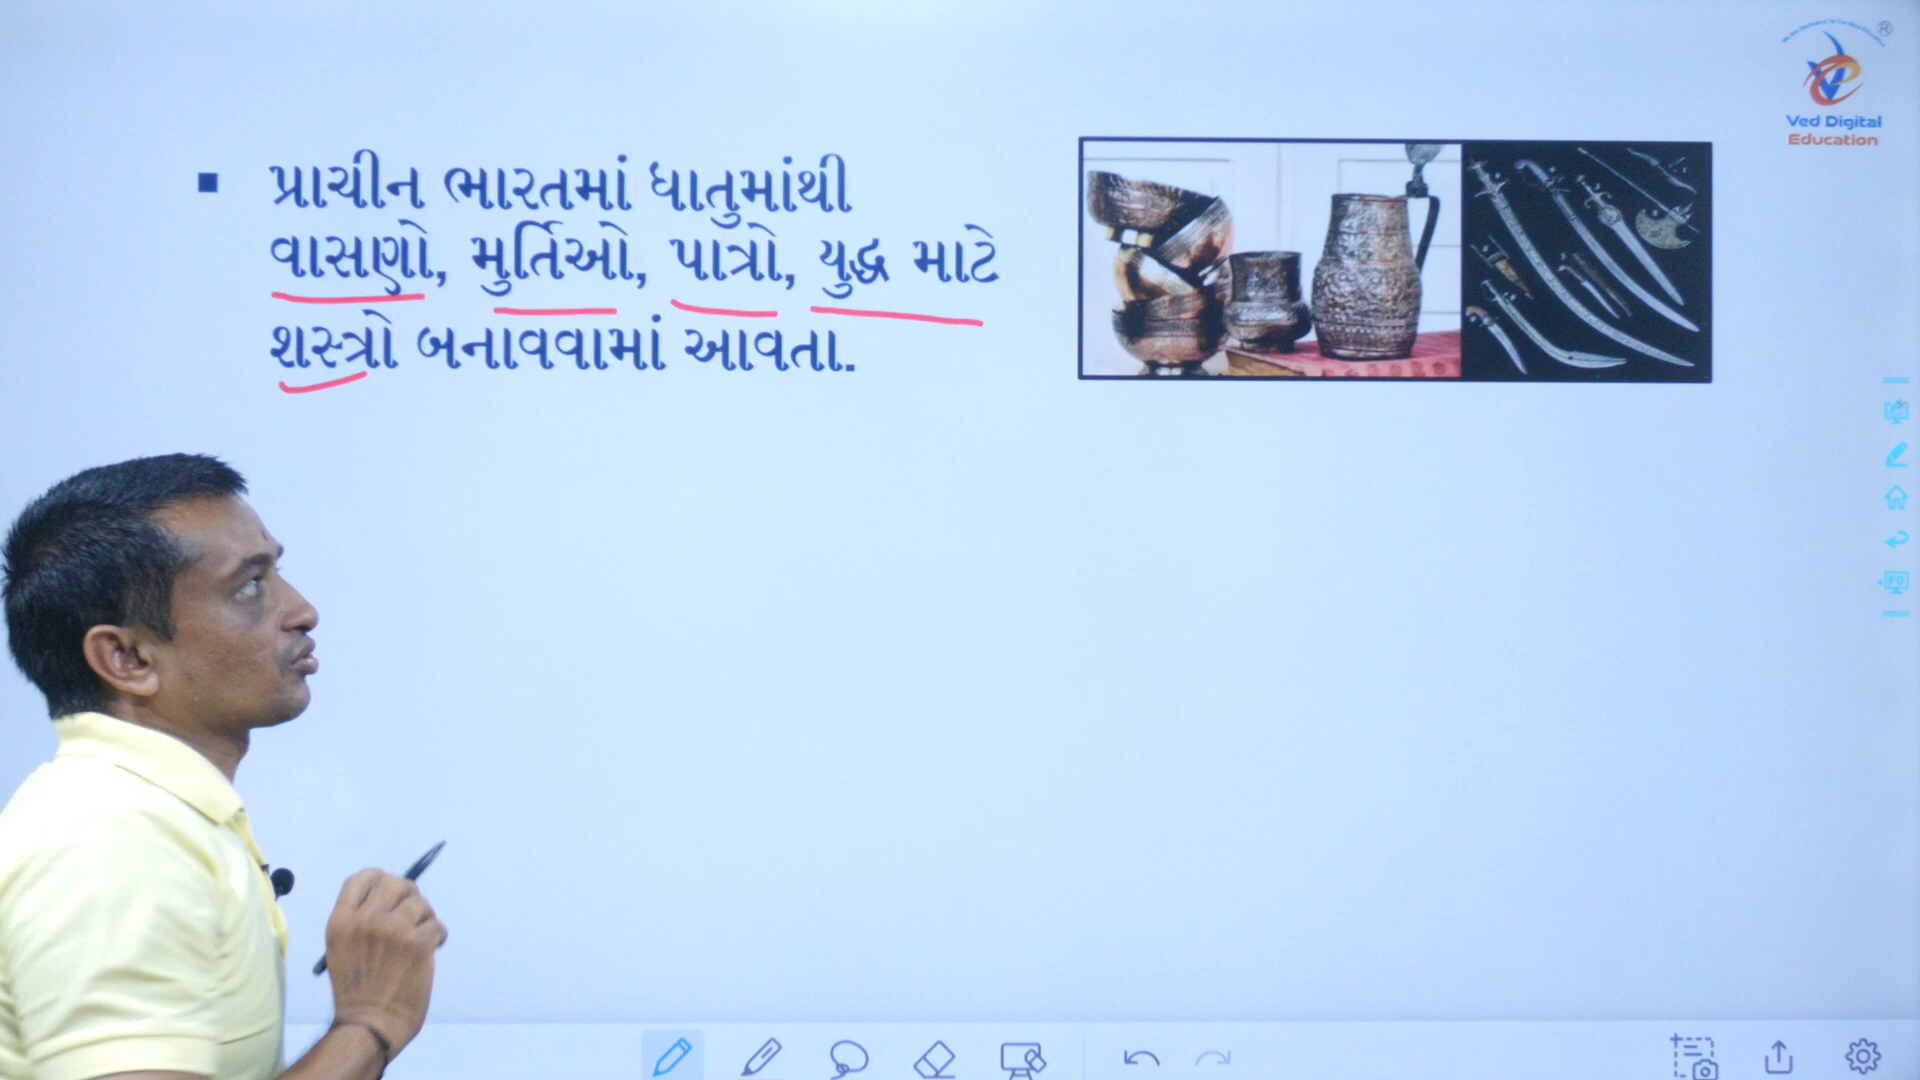 ▪ પ્રાચીન ભારતમાં ધાતુમાંથી
વાસણો, મુર્તિઓ, પાત્રો, યુદ્ધ માટે
શસ્ત્રો બનાવવામાં આવતા.
Ved Digital
Education